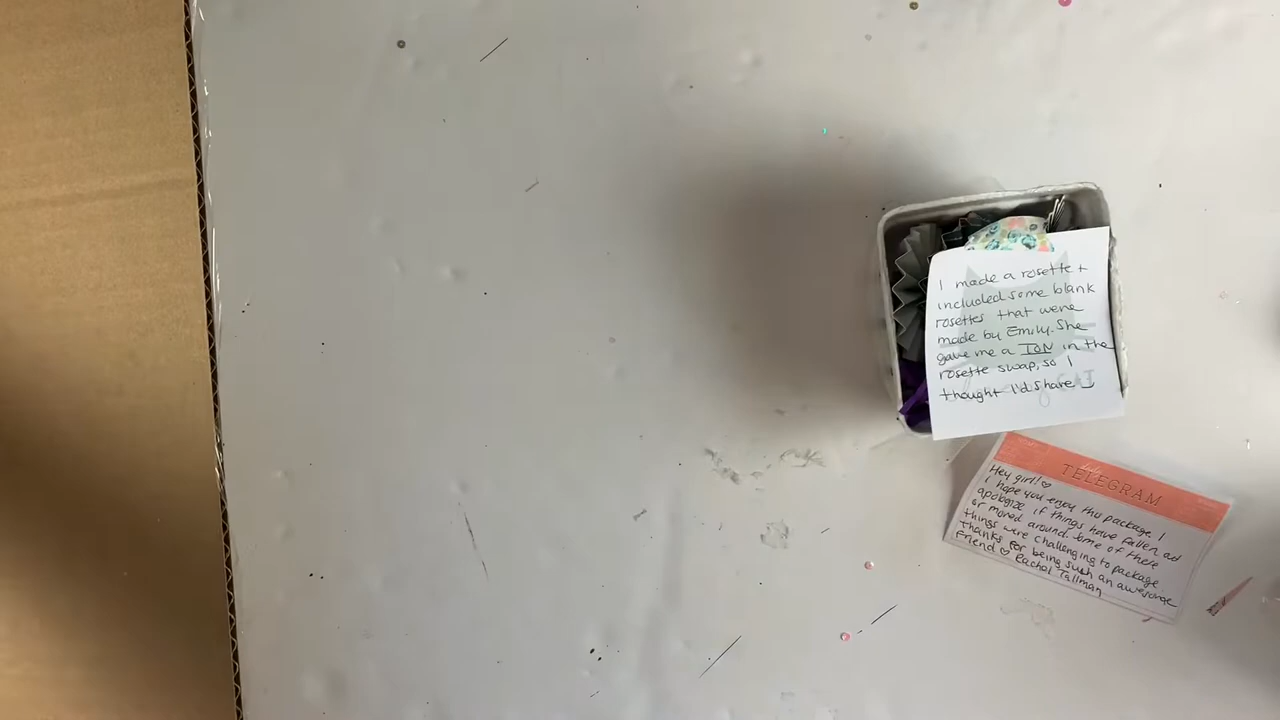 I made a rosette +
included some blank
rosettes that were
made by Emily. She
gave me a TON in the
rosette swap, so I
thought I'd share
TELEGRAM
Hey girl! ♡
I hope you enjoy this package. I
apologize if things have fallen out
or moved around. Some of these
things were challenging to package
Thanks for being such an awesome
Friend ♡ Rachel Tallman